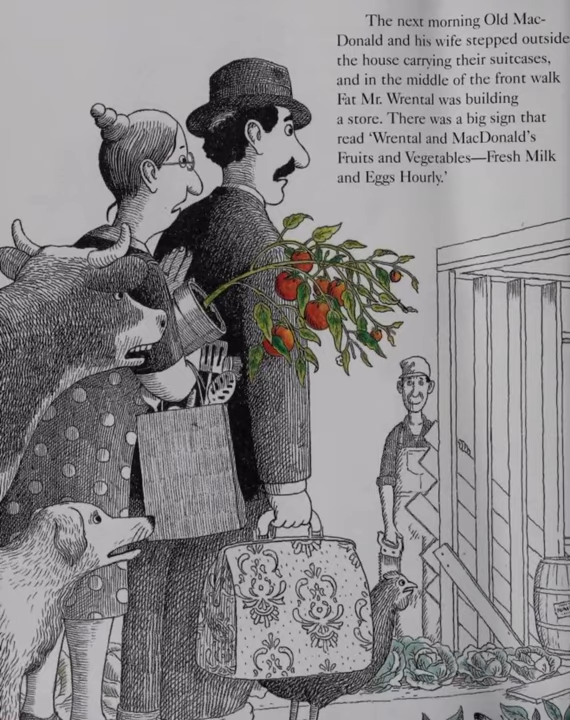 The next morning Old Mac-
Donald and his wife stepped outside
the house carrying their suitcases,
and in the middle of the front walk
Fat Mr. Wrental was building
a store. There was a big sign that
read ‘Wrental and MacDonald’s
Fruits and Vegetables—Fresh Milk
and Eggs Hourly.’